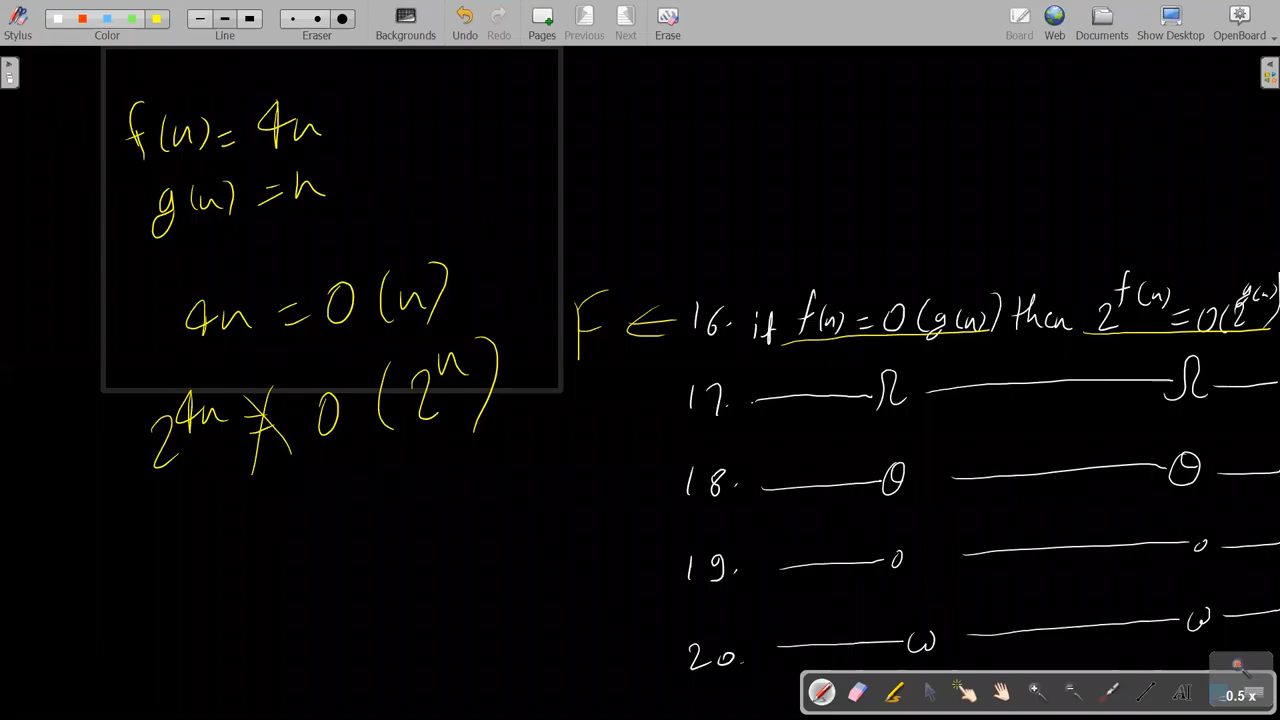 Stylus Color Line Eraser Backgrounds Undo Redo Pages Previous Next Erase Board Web Documents Show Desktop OpenBoard
f(n) = 4n
g(n) = n
4n = O(n)
2^4n ≠ O(2^n)
F ← 16. if f(n) = O(g(n)) then 2^f(n) = O(2^g(n))
17. Ω Ω
18. Θ Θ
19. o o
20. ω ω
0.5 x